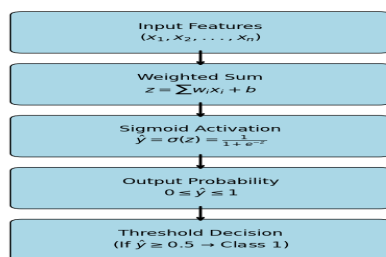 Input Features
(x₁, x₂, . . . , xₙ)
Weighted Sum
z = ∑wᵢxᵢ + b
Sigmoid Activation
ŷ = σ(z) = 1/(1+e⁻ᶻ)
Output Probability
0 ≤ ŷ ≤ 1
Threshold Decision
(If ŷ ≥ 0.5 → Class 1)